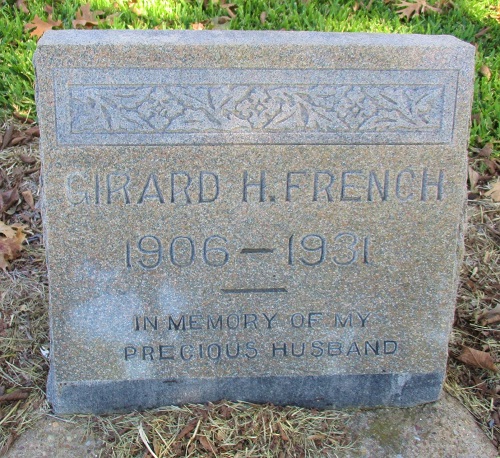 GIRARD H. FRENCH
1906 — 1931
IN MEMORY OF MY
PRECIOUS HUSBAND